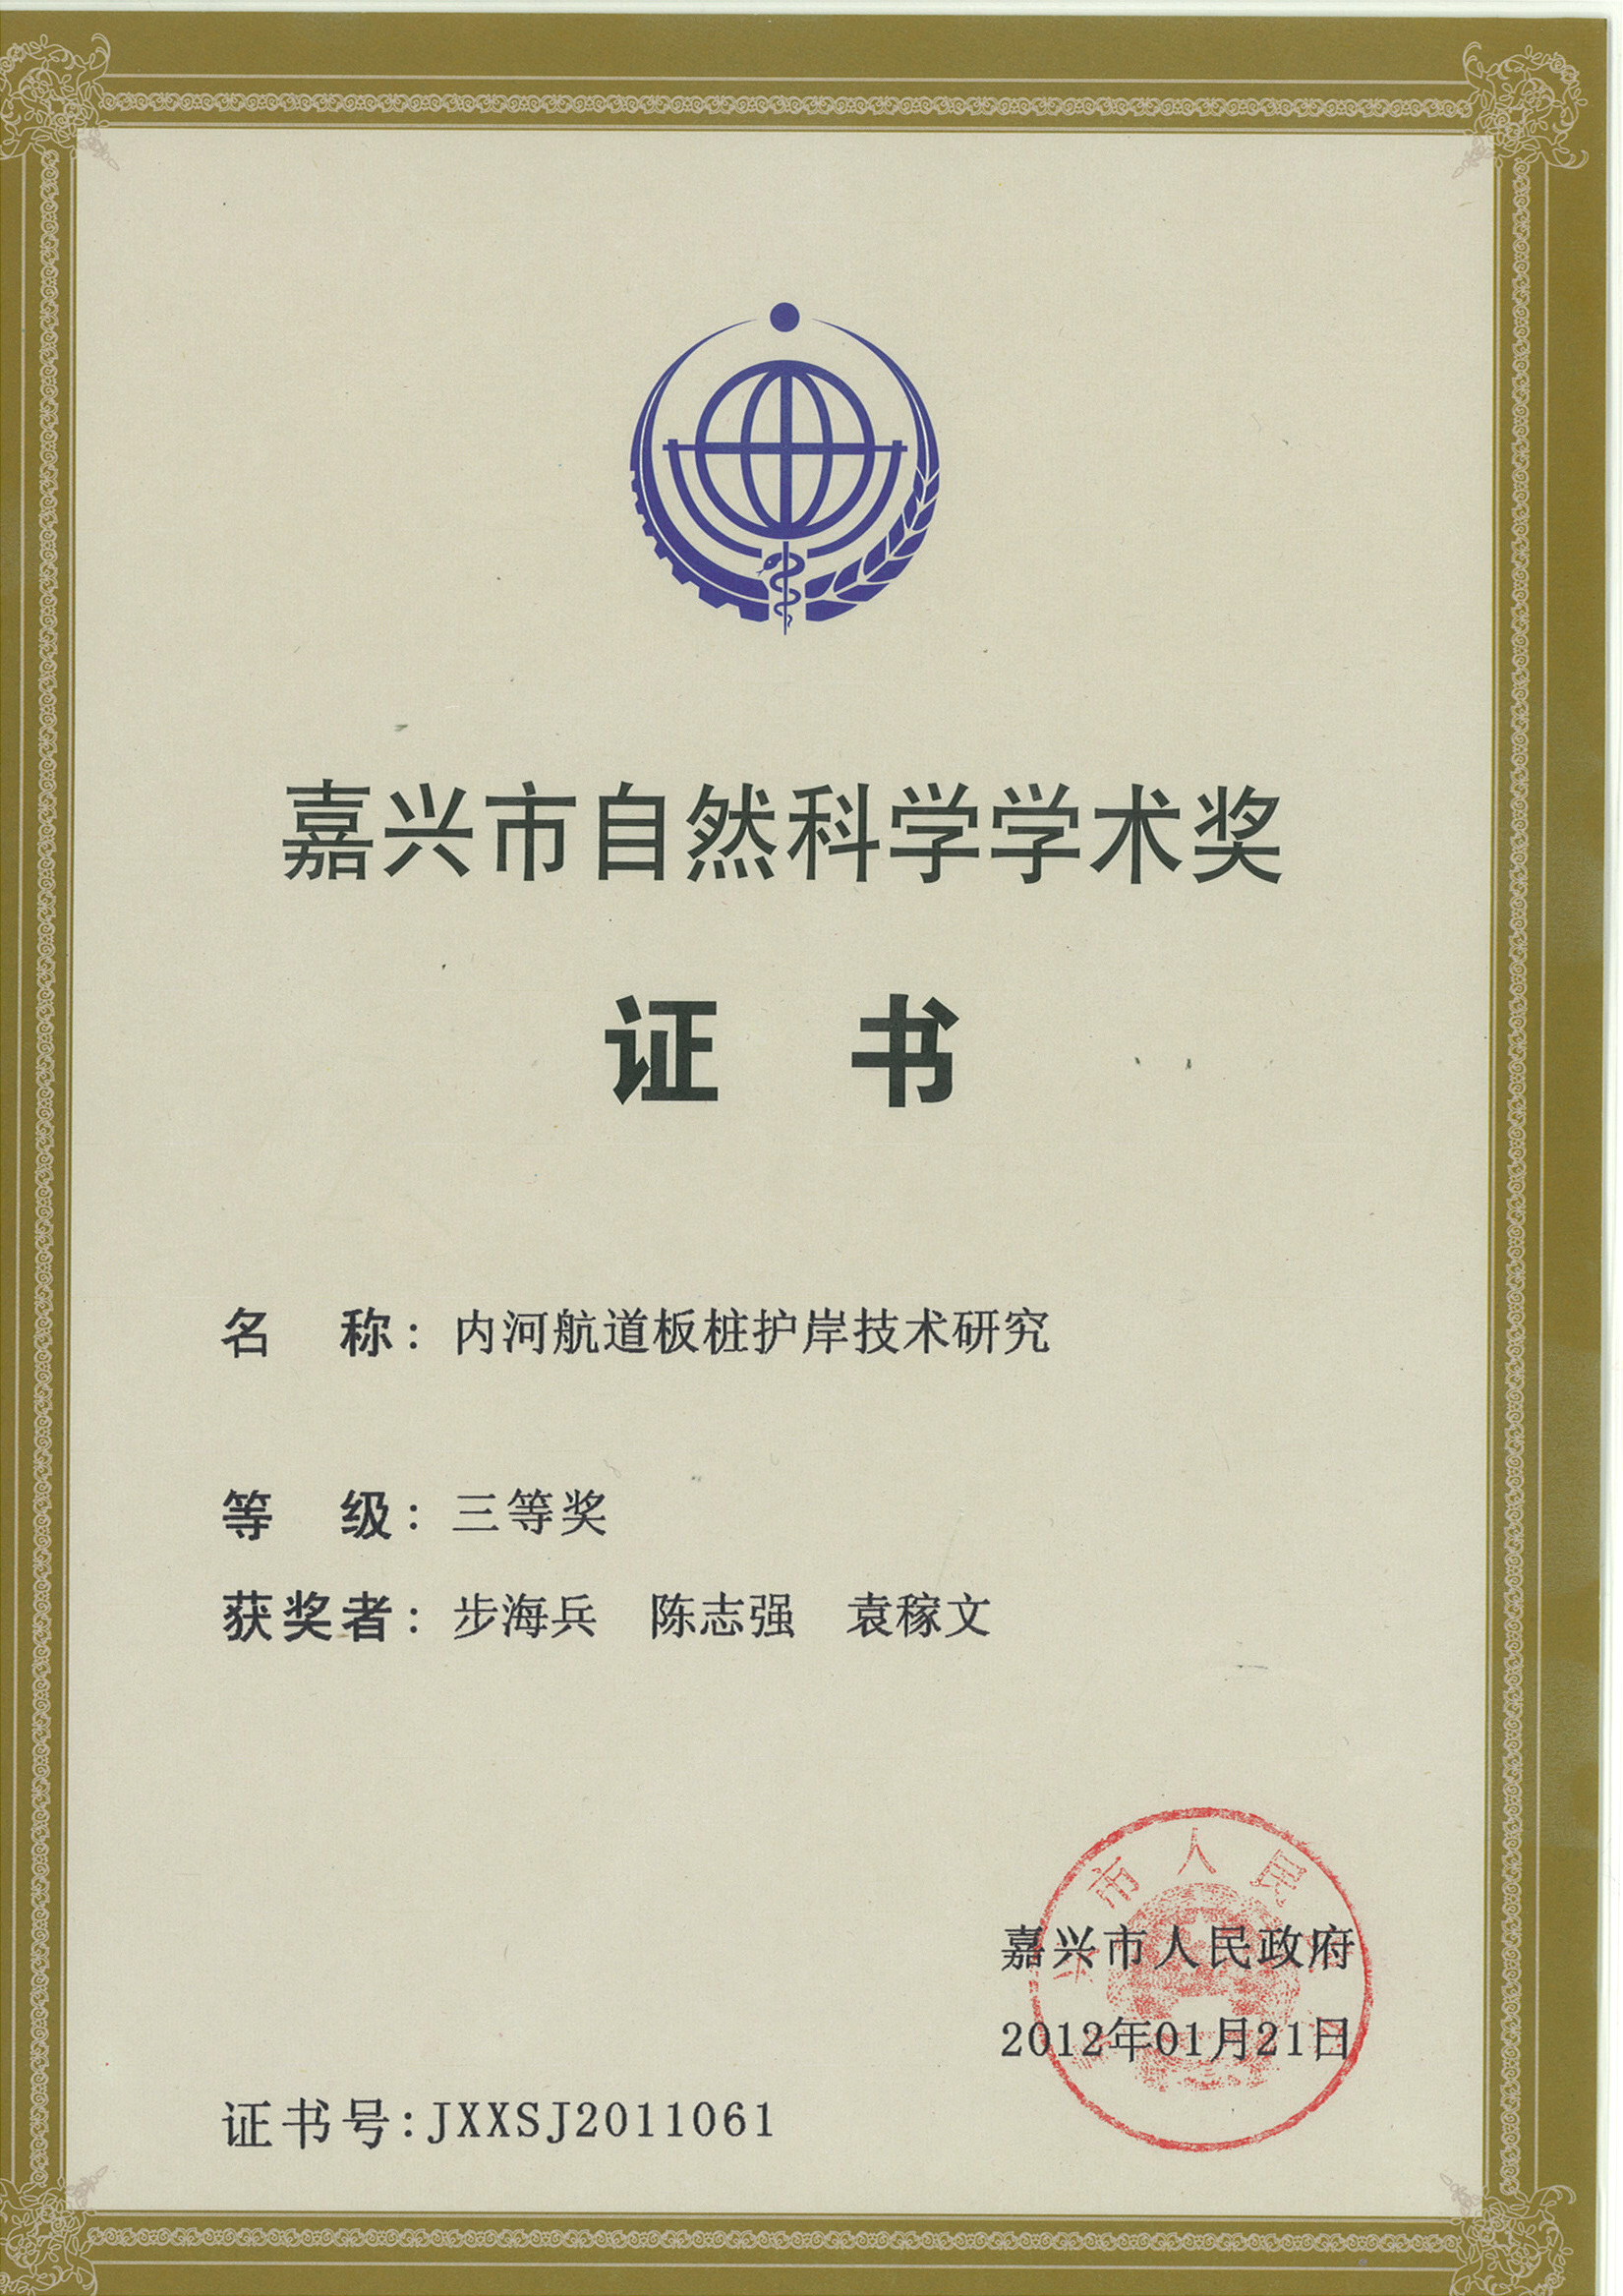 嘉兴市自然科学学术奖
证 书
名 称：内河航道板桩护岸技术研究
等 级：三等奖
获奖者：步海兵 陈志强 袁稼文
市人民
嘉兴市人民政府
2012年01月21日
证书号:JXXSJ2011061